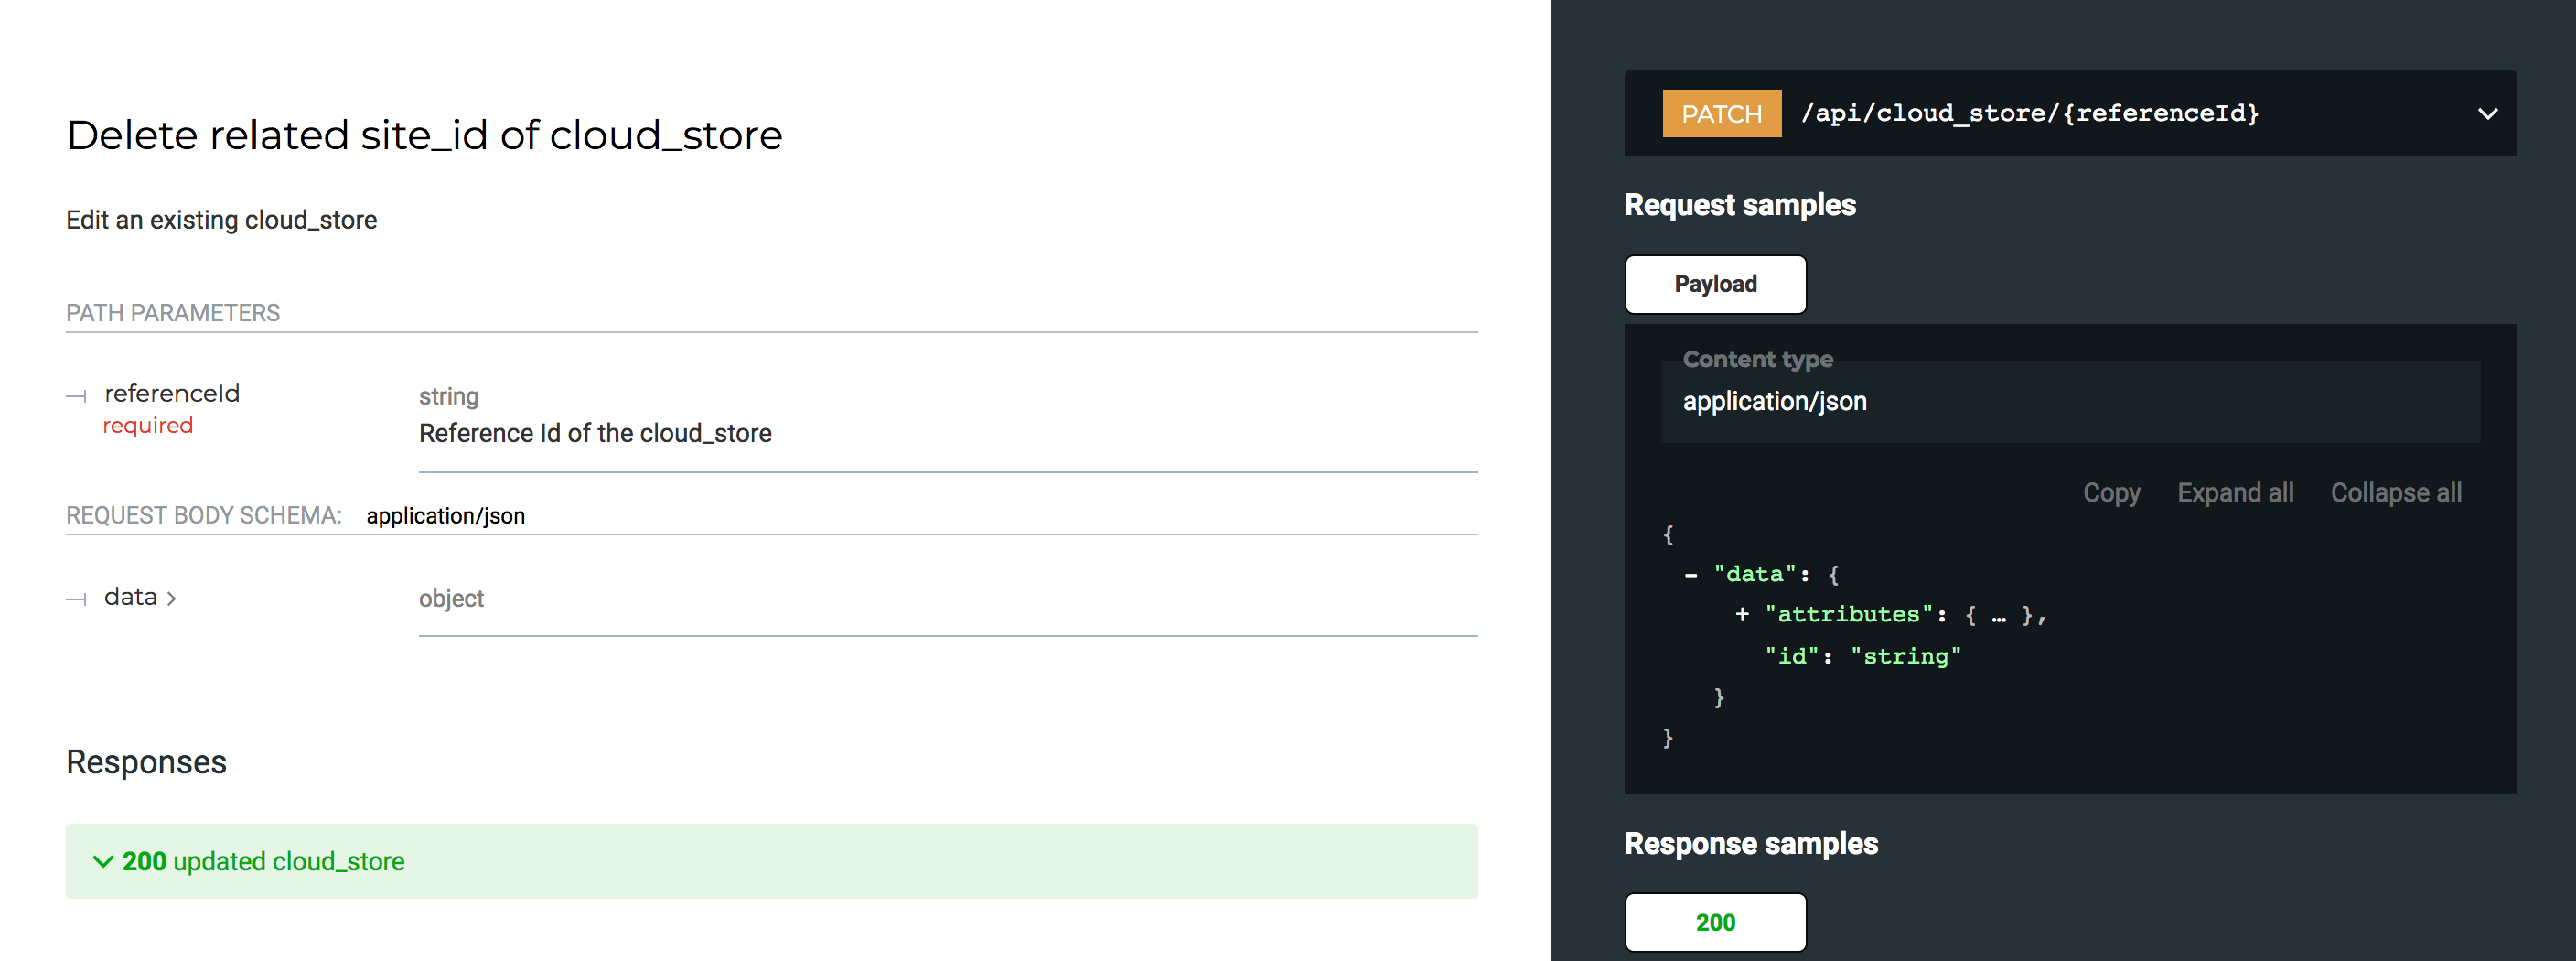 Delete related site_id of cloud_store
Edit an existing cloud_store
PATH PARAMETERS
referenceId
required
string
Reference Id of the cloud_store
REQUEST BODY SCHEMA: application/json
data >
object
Responses
200 updated cloud_store
PATCH /api/cloud_store/{referenceId}
Request samples
Payload
Content type
application/json
Copy Expand all Collapse all
{
- "data": {
+ "attributes": { … },
"id": "string"
}
}
Response samples
200